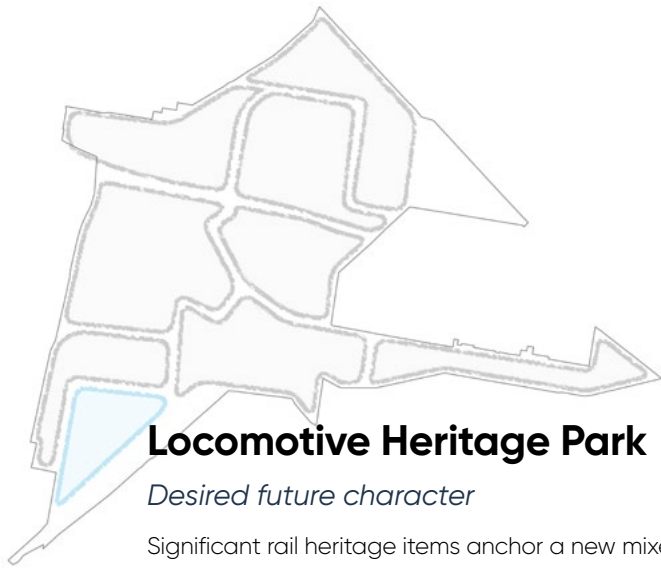 Locomotive Heritage Park
Desired future character
Significant rail heritage items anchor a new